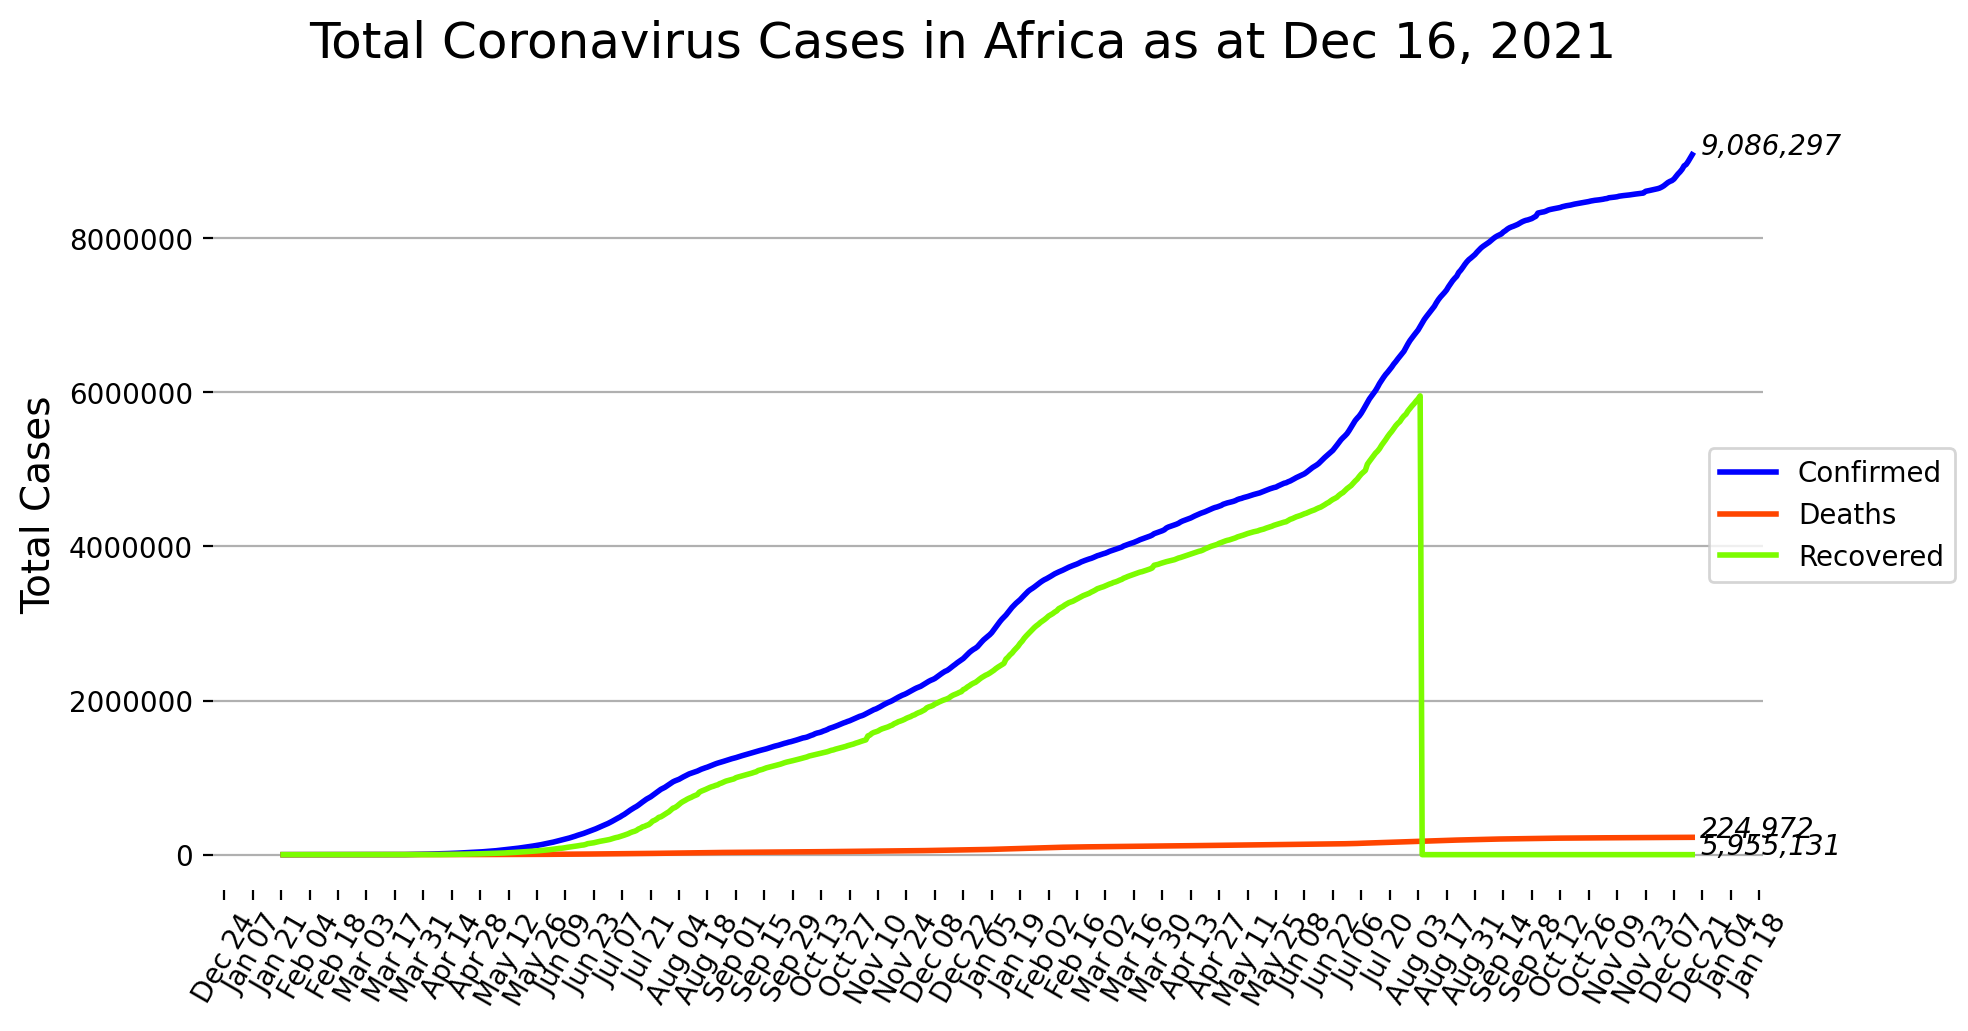 Total Coronavirus Cases in Africa as at Dec 16, 2021
9,086,297
8000000
6000000
Total Cases
Confirmed
Deaths
Recovered
4000000
2000000
224,972
5,955,131
0
Dec 24
Jan 07
Jan 21
Feb 04
Feb 18
Mar 03
Mar 17
Mar 31
Apr 14
Apr 28
May 12
May 26
Jun 09
Jun 23
Jul 07
Jul 21
Aug 04
Aug 18
Sep 01
Sep 15
Sep 29
Oct 13
Oct 27
Nov 10
Nov 24
Dec 08
Dec 22
Jan 05
Jan 19
Feb 02
Feb 16
Mar 02
Mar 16
Mar 30
Apr 13
Apr 27
May 11
May 25
Jun 08
Jun 22
Jul 06
Jul 20
Aug 03
Aug 17
Aug 31
Sep 14
Sep 28
Oct 12
Oct 26
Nov 09
Nov 23
Dec 07
Dec 21
Jan 04
Jan 18